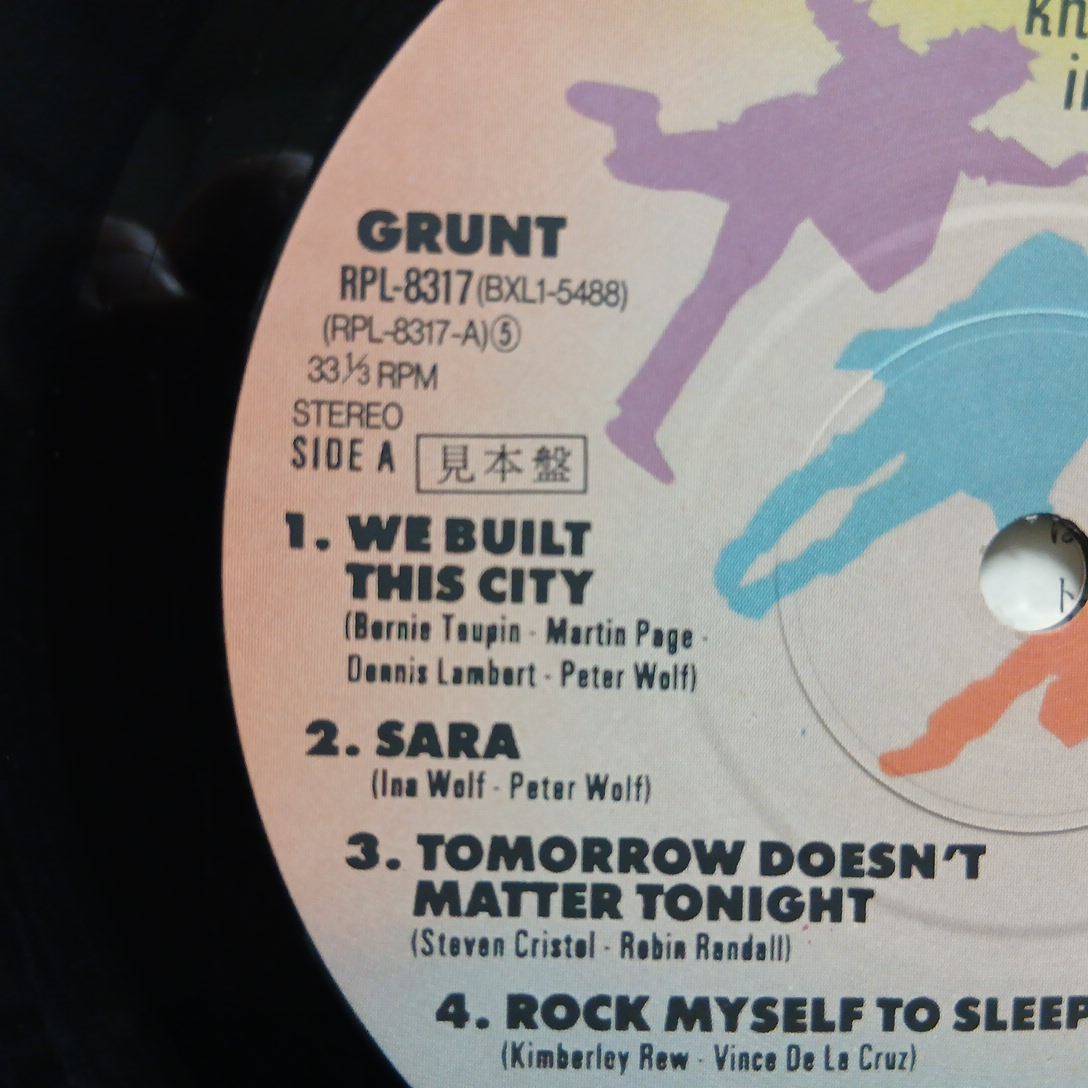 GRUNT
RPL-8317 (BXL1-5488)
(RPL-8317-A)⑤
33⅓ RPM
STEREO
SIDE A 見本盤
1. WE BUILT
THIS CITY
(Bernie Taupin - Martin Page -
Dennis Lambert - Peter Wolf)
2. SARA
(Ina Wolf - Peter Wolf)
3. TOMORROW DOESN'T
MATTER TONIGHT
(Steven Cristol - Robin Randall)
4. ROCK MYSELF TO SLEEP
(Kimberley Rew - Vince De La Cruz)